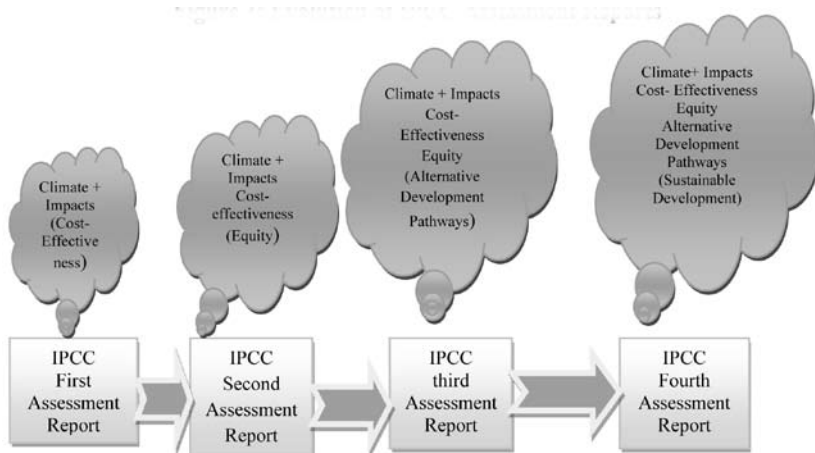 Climate +
Impacts
(Cost-
Effective
ness)
Climate +
Impacts
Cost-
effectiveness
(Equity)
Climate + Impacts
Cost-
Effectiveness
Equity
(Alternative
Development
Pathways)
Climate+ Impacts
Cost- Effectiveness
Equity
Alternative
Development
Pathways
(Sustainable
Development)
IPCC
First
Assessment
Report
IPCC
Second
Assessment
Report
IPCC
third
Assessment
Report
IPCC
Fourth
Assessment
Report